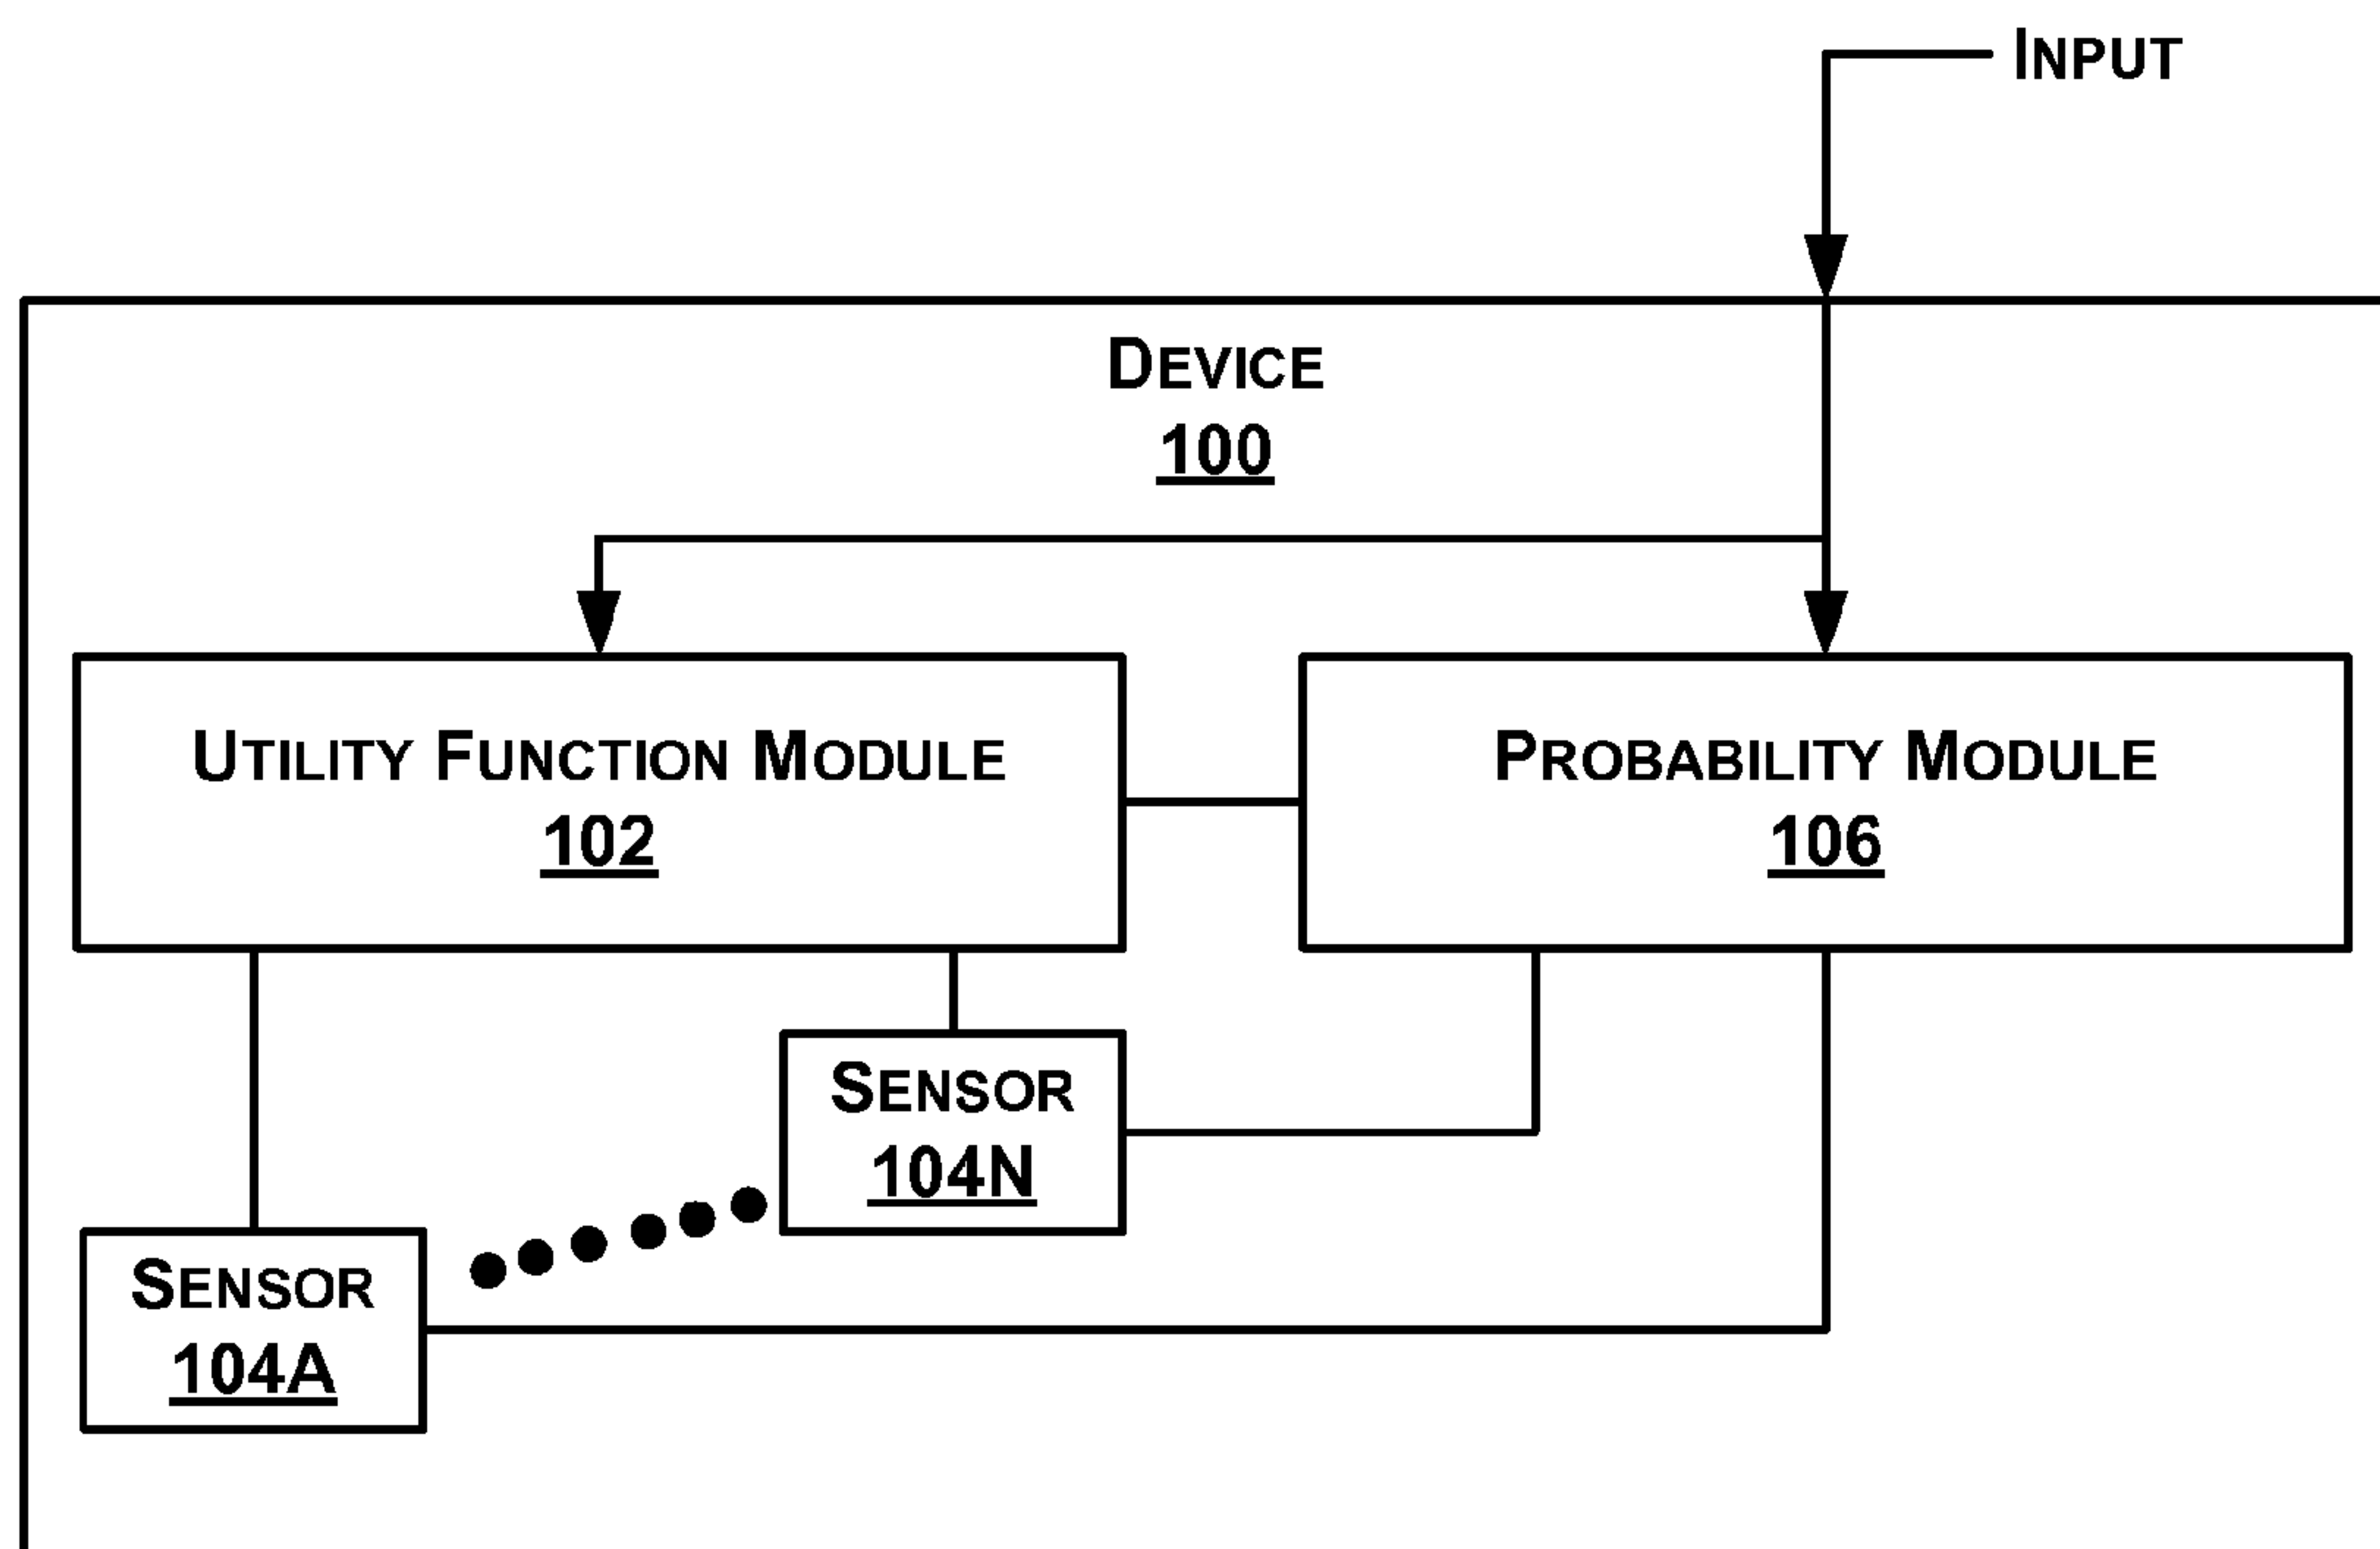 INPUT
DEVICE
100
UTILITY FUNCTION MODULE
102
PROBABILITY MODULE
106
SENSOR
104N
SENSOR
104A